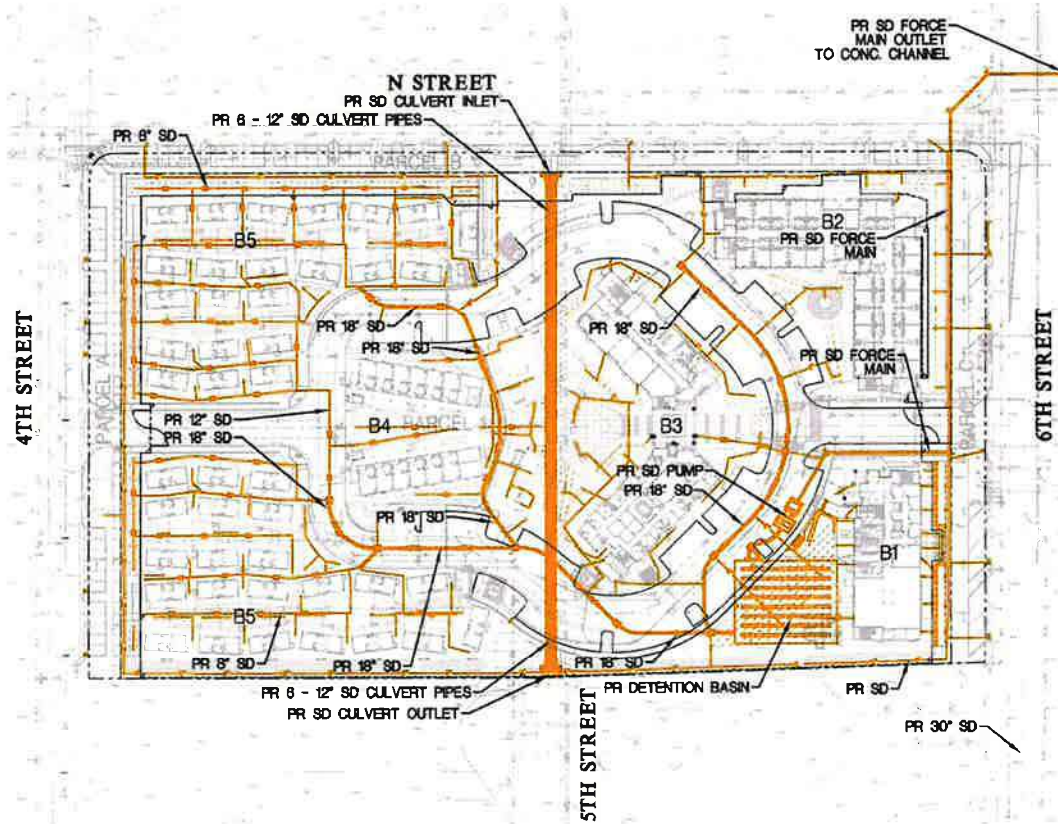 PR SD FORCE
MAIN OUTLET
TO CONC. CHANNEL
N STREET
PR SD CULVERT INLET
PR 6 - 12" SD CULVERT PIPES
PR 8" SD
PARCEL B
B5
B2
PR SD FORCE
MAIN
PR 18" SD
PR 18" SD
PR 18" SD
PR SD FORCE
MAIN
4TH STREET
6TH STREET
PARCEL A
PARCEL C
PR 12" SD
PR 18" SD
B4
PARCEL
B3
PR SD PUMP
PR 18" SD
PR 18" SD
B1
B5
PR 8" SD
PR 18" SD
PR 18" SD
PR 6 - 12" SD CULVERT PIPES
PR DETENTION BASIN
PR SD
PR SD CULVERT OUTLET
5TH STREET
PR 30" SD